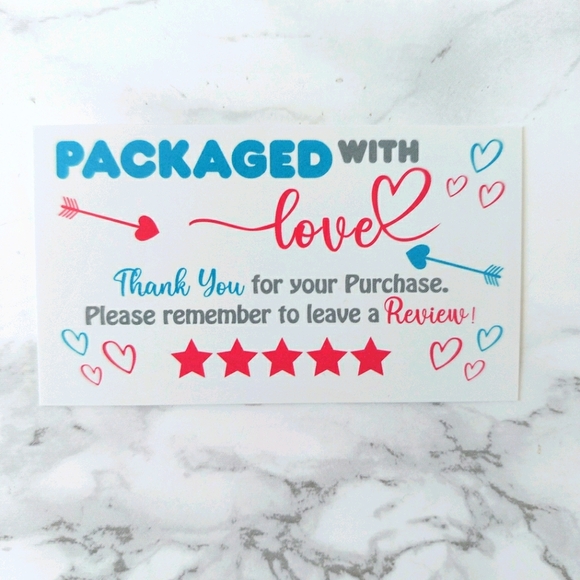 PACKAGED WITH
love
Thank You for your Purchase.
Please remember to leave a Review!